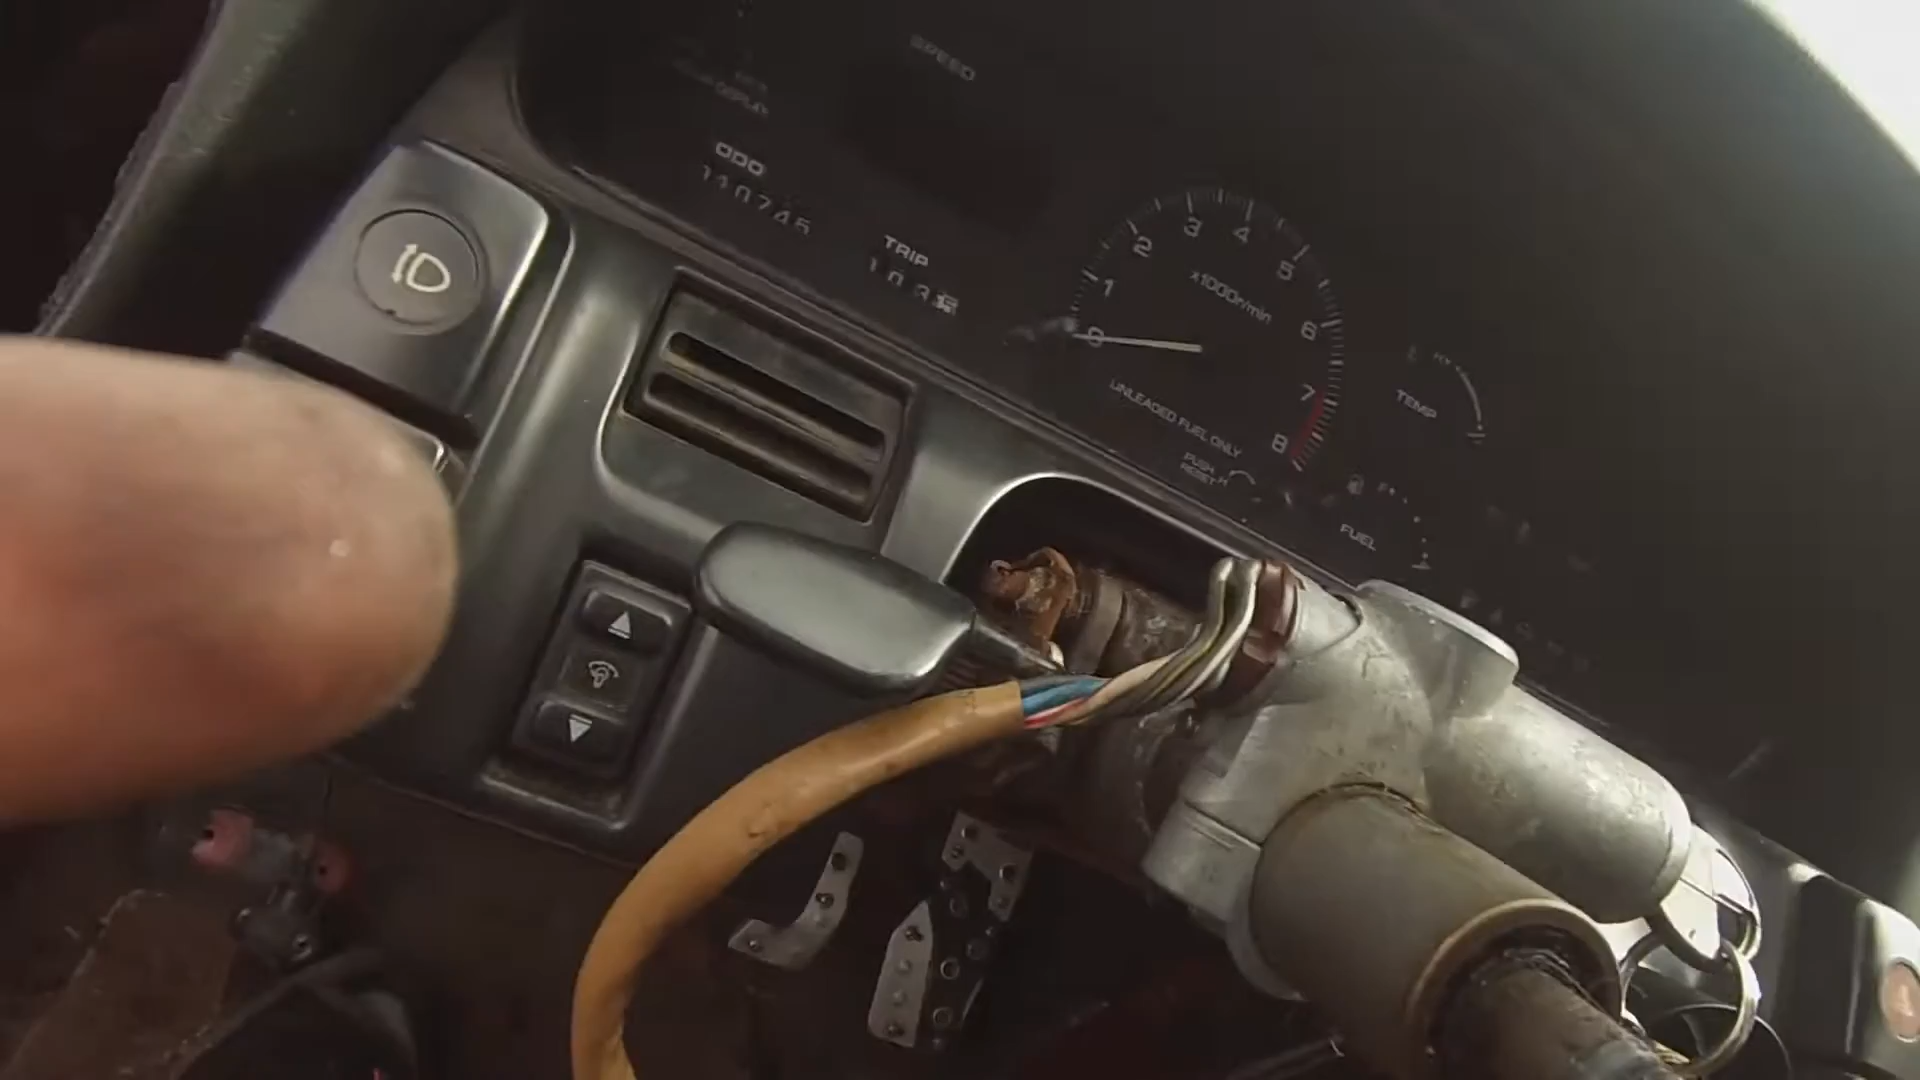 SPEED
DISPLAY
ODO
110745
TRIP
0
1
2
3
4
5
6
7
8
x1000r/min
UNLEADED FUEL ONLY
PUSH
RESET
TEMP
FUEL
F